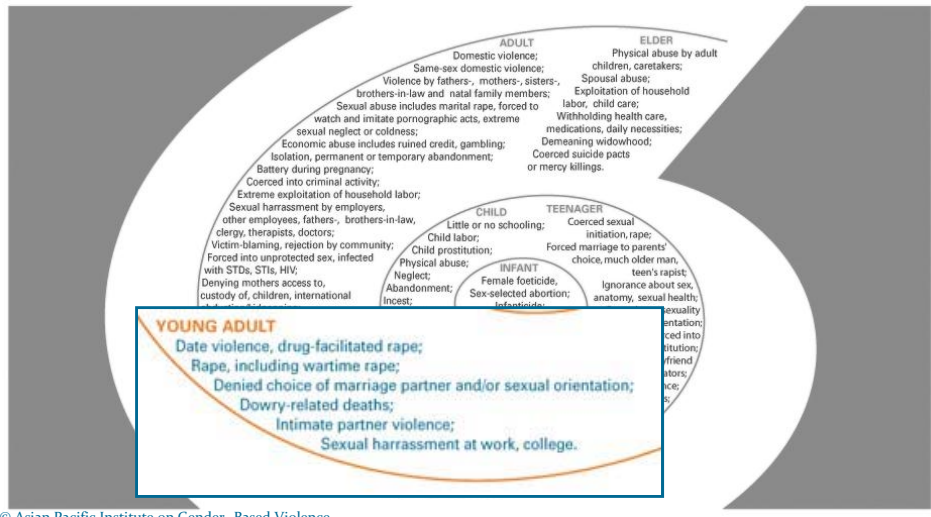 ADULT
Domestic violence;
Same-sex domestic violence;
Violence by fathers-, mothers-, sisters-,
brothers-in-law and natal family members;
Sexual abuse includes marital rape, forced to
watch and imitate pornographic acts, extreme
sexual neglect or coldness;
Economic abuse includes ruined credit, gambling;
Isolation, permanent or temporary abandonment;
Battery during pregnancy;
Coerced into criminal activity;
Extreme exploitation of household labor;
Sexual harassment by employers,
other employees, fathers-, brothers-in-law,
clergy, therapists, doctors;
Victim-blaming, rejection by community;
Forced into unprotected sex, infected
with STDs, STIs, HIV;
Denying mothers access to,
custody of, children, international
ELDER
Physical abuse by adult
children, caretakers;
Spousal abuse;
Exploitation of household
labor, child care;
Withholding health care,
medications, daily necessities;
Demeaning widowhood;
Coerced suicide pacts
or mercy killings.
CHILD
Little or no schooling;
Child labor;
Child prostitution;
Physical abuse;
Neglect;
Abandonment;
Incest;
TEENAGER
Coerced sexual
initiation, rape;
Forced marriage to parents'
choice, much older man,
teen's rapist;
Ignorance about sex,
anatomy, sexual health;
INFANT
Female foeticide,
Sex-selected abortion;
Infanticide;
YOUNG ADULT
Date violence, drug-facilitated rape;
Rape, including wartime rape;
Denied choice of marriage partner and/or sexual orientation;
Dowry-related deaths;
Intimate partner violence;
Sexual harrassment at work, college.
© Asian Pacific Institute on Gender-Based Violence